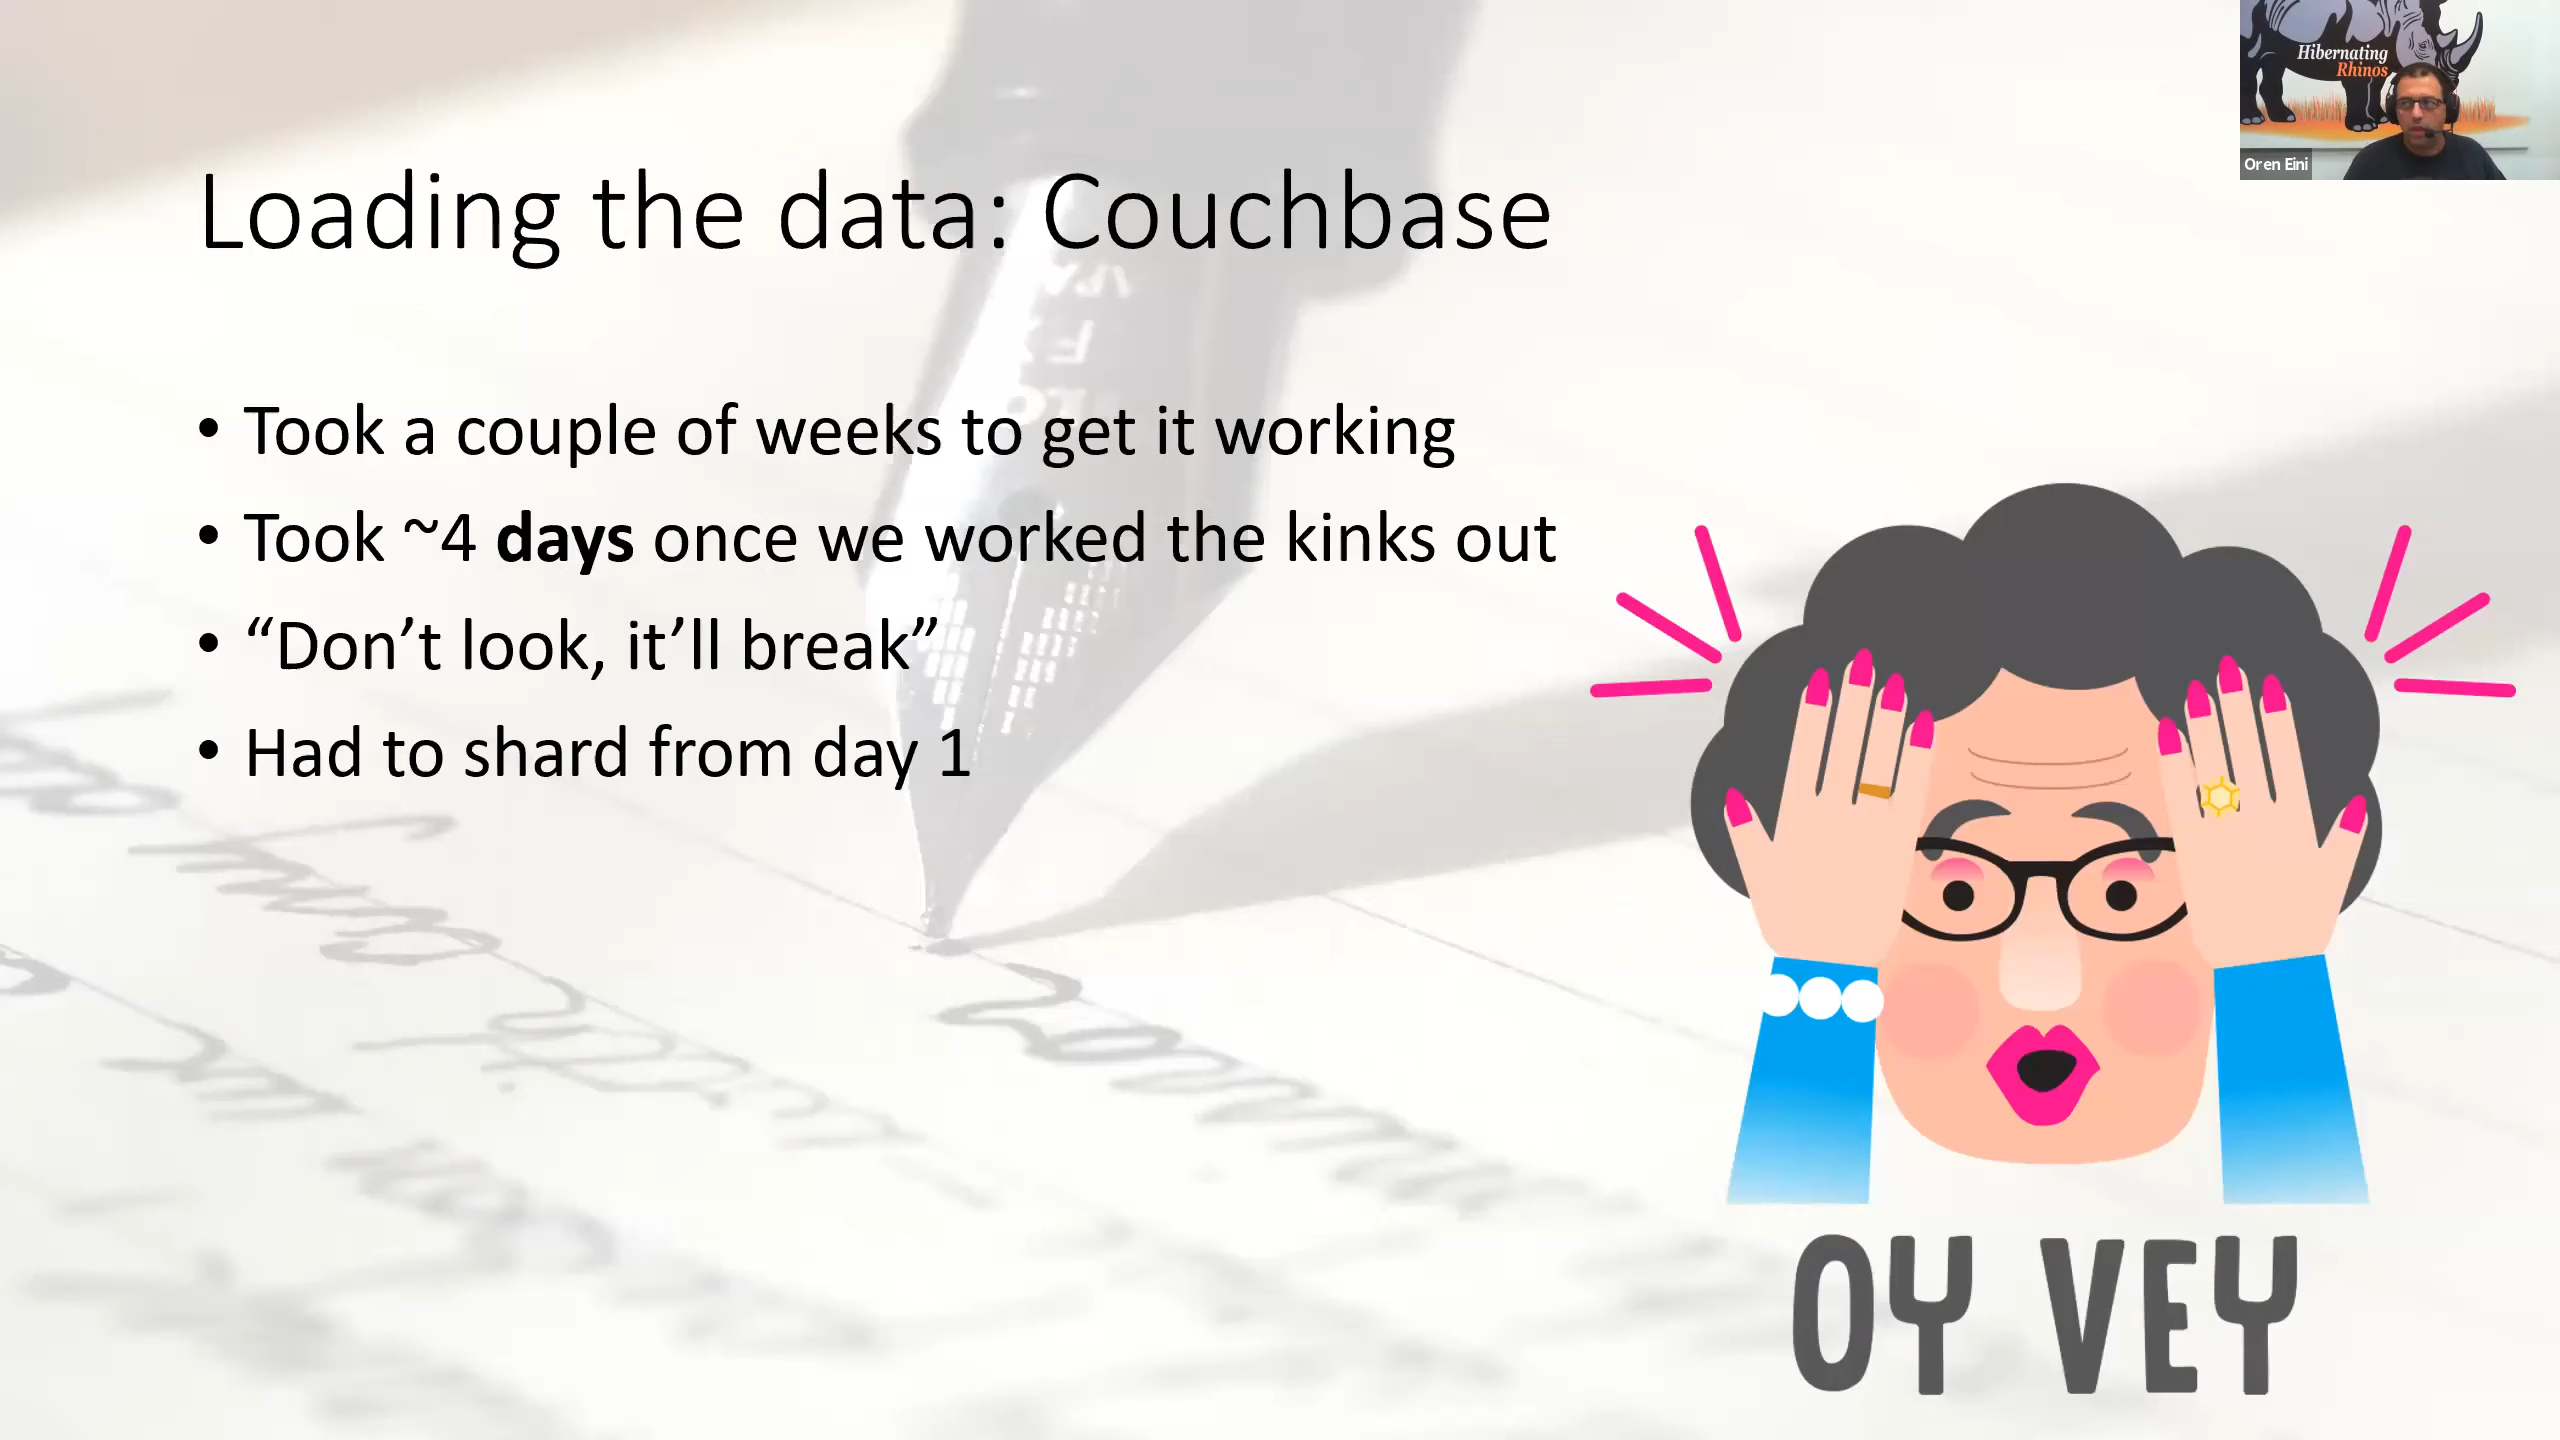 Hibernating
Rhinos
Oren Eini
Loading the data: Couchbase
• Took a couple of weeks to get it working
• Took ~4 days once we worked the kinks out
• “Don’t look, it’ll break”
• Had to shard from day 1
OY VEY